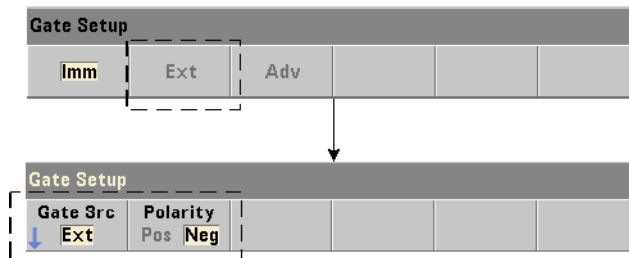 Gate Setup
Imm Ext Adv
Gate Setup
Gate Src Polarity
Ext Pos Neg